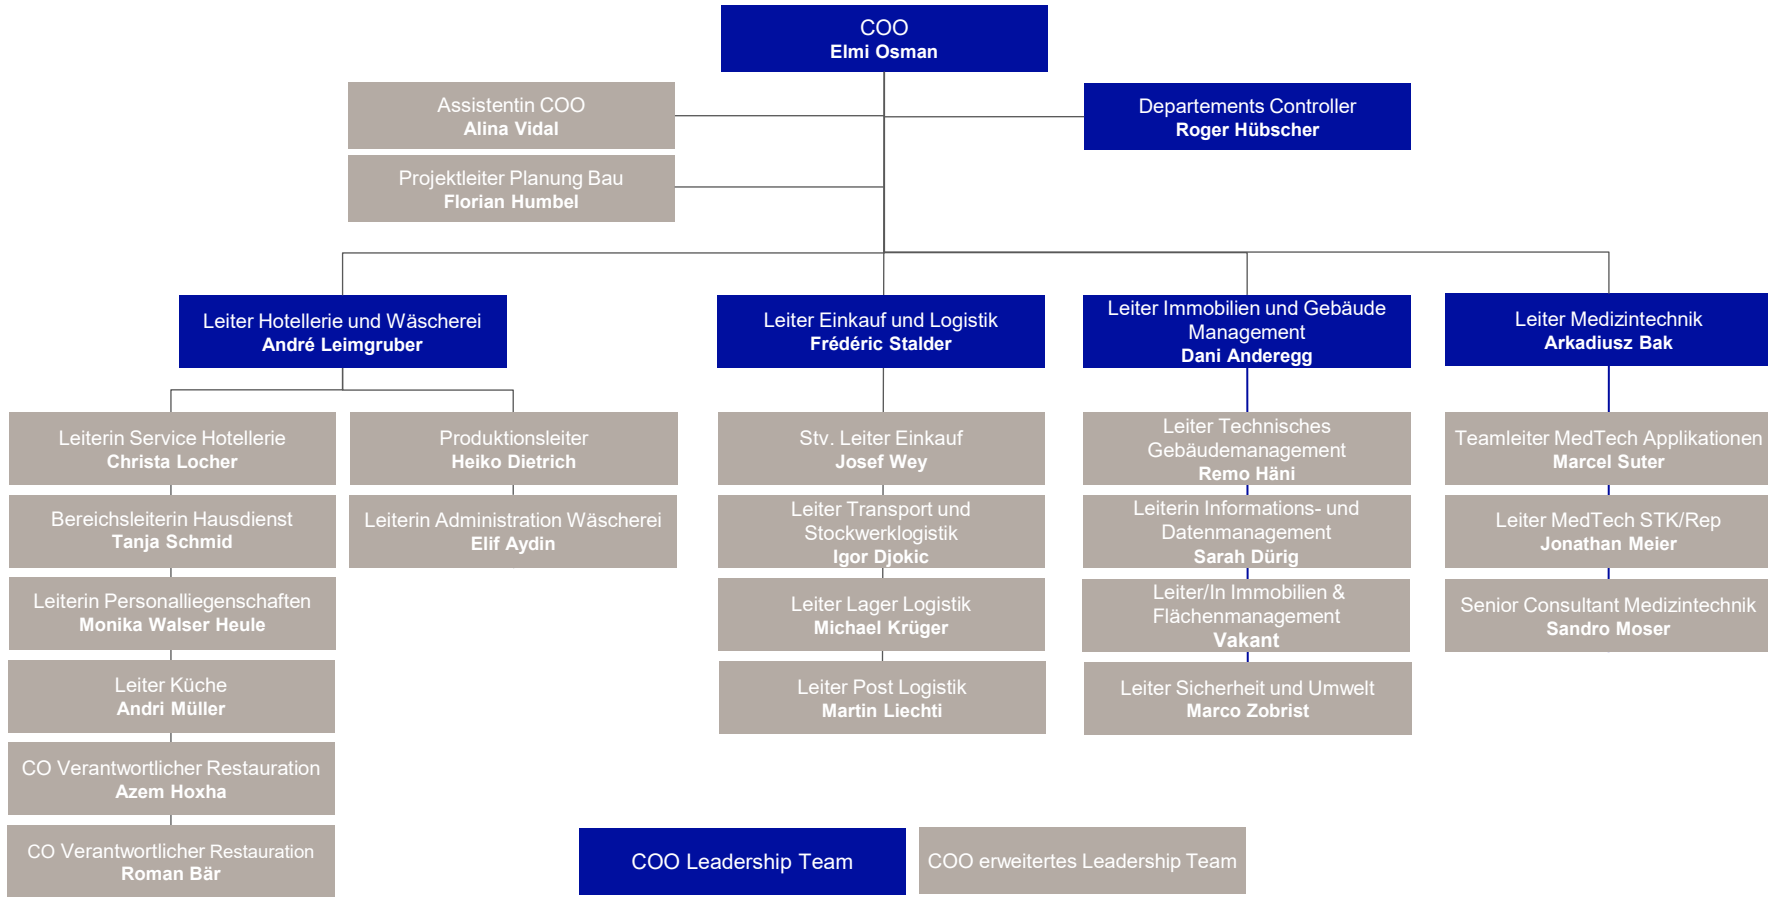 COO
Elmi Osman
Assistentin COO
Alina Vidal
Departements Controller
Roger Hübscher
Projektleiter Planung Bau
Florian Humbel
Leiter Hotellerie und Wäscherei
André Leimgruber
Leiter Einkauf und Logistik
Frédéric Stalder
Leiter Immobilien und Gebäude
Management
Dani Anderegg
Leiter Medizintechnik
Arkadiusz Bak
Leiterin Service Hotellerie
Christa Locher
Produktionsleiter
Heiko Dietrich
Stv. Leiter Einkauf
Josef Wey
Leiter Technisches
Gebäudemanagement
Remo Häni
Teamleiter MedTech Applikationen
Marcel Suter
Bereichsleiterin Hausdienst
Tanja Schmid
Leiterin Administration Wäscherei
Elif Aydin
Leiter Transport und
Stockwerklogistik
Igor Djokic
Leiterin Informations- und
Datenmanagement
Sarah Dürig
Leiter MedTech STK/Rep
Jonathan Meier
Leiterin Personalliegenschaften
Monika Walser Heule
Leiter Lager Logistik
Michael Krüger
Leiter/In Immobilien &
Flächenmanagement
Vakant
Senior Consultant Medizintechnik
Sandro Moser
Leiter Küche
Andri Müller
Leiter Post Logistik
Martin Liechti
Leiter Sicherheit und Umwelt
Marco Zobrist
CO Verantwortlicher Restauration
Azem Hoxha
CO Verantwortlicher Restauration
Roman Bär
COO Leadership Team
COO erweitertes Leadership Team